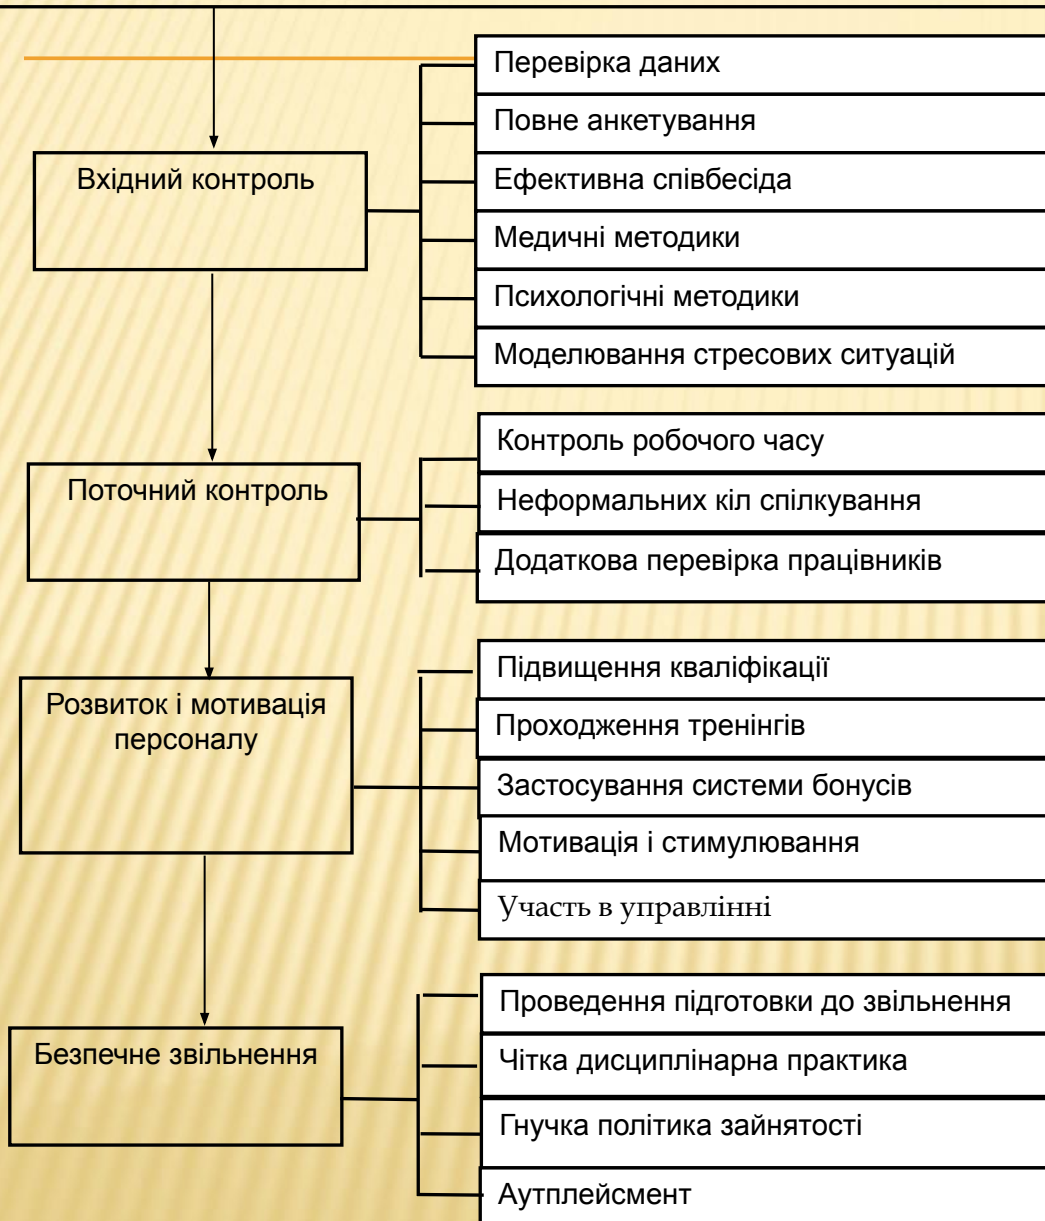 Вхідний контроль
Перевірка даних
Повне анкетування
Ефективна співбесіда
Медичні методики
Психологічні методики
Моделювання стресових ситуацій
Поточний контроль
Контроль робочого часу
Неформальних кіл спілкування
Додаткова перевірка працівників
Розвиток і мотивація
персоналу
Підвищення кваліфікації
Проходження тренінгів
Застосування системи бонусів
Мотивація і стимулювання
Участь в управлінні
Безпечне звільнення
Проведення підготовки до звільнення
Чітка дисциплінарна практика
Гнучка політика зайнятості
Аутплейсмент